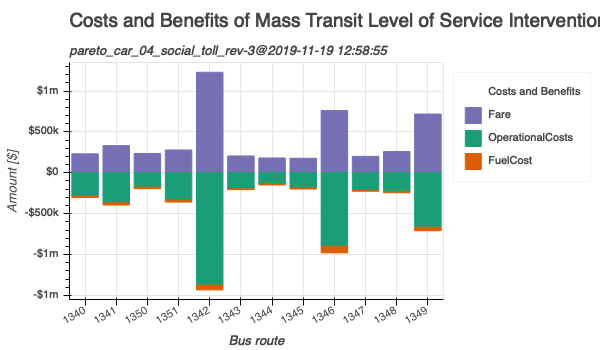 Costs and Benefits of Mass Transit Level of Service Intervention
pareto_car_04_social_toll_rev-3@2019-11-19 12:58:55
Costs and Benefits
Fare
OperationalCosts
FuelCost
Amount [$]
$1m
$500k
$0
-$500k
-$1m
-$1m
1340
1341
1350
1351
1342
1343
1344
1345
1346
1347
1348
1349
Bus route